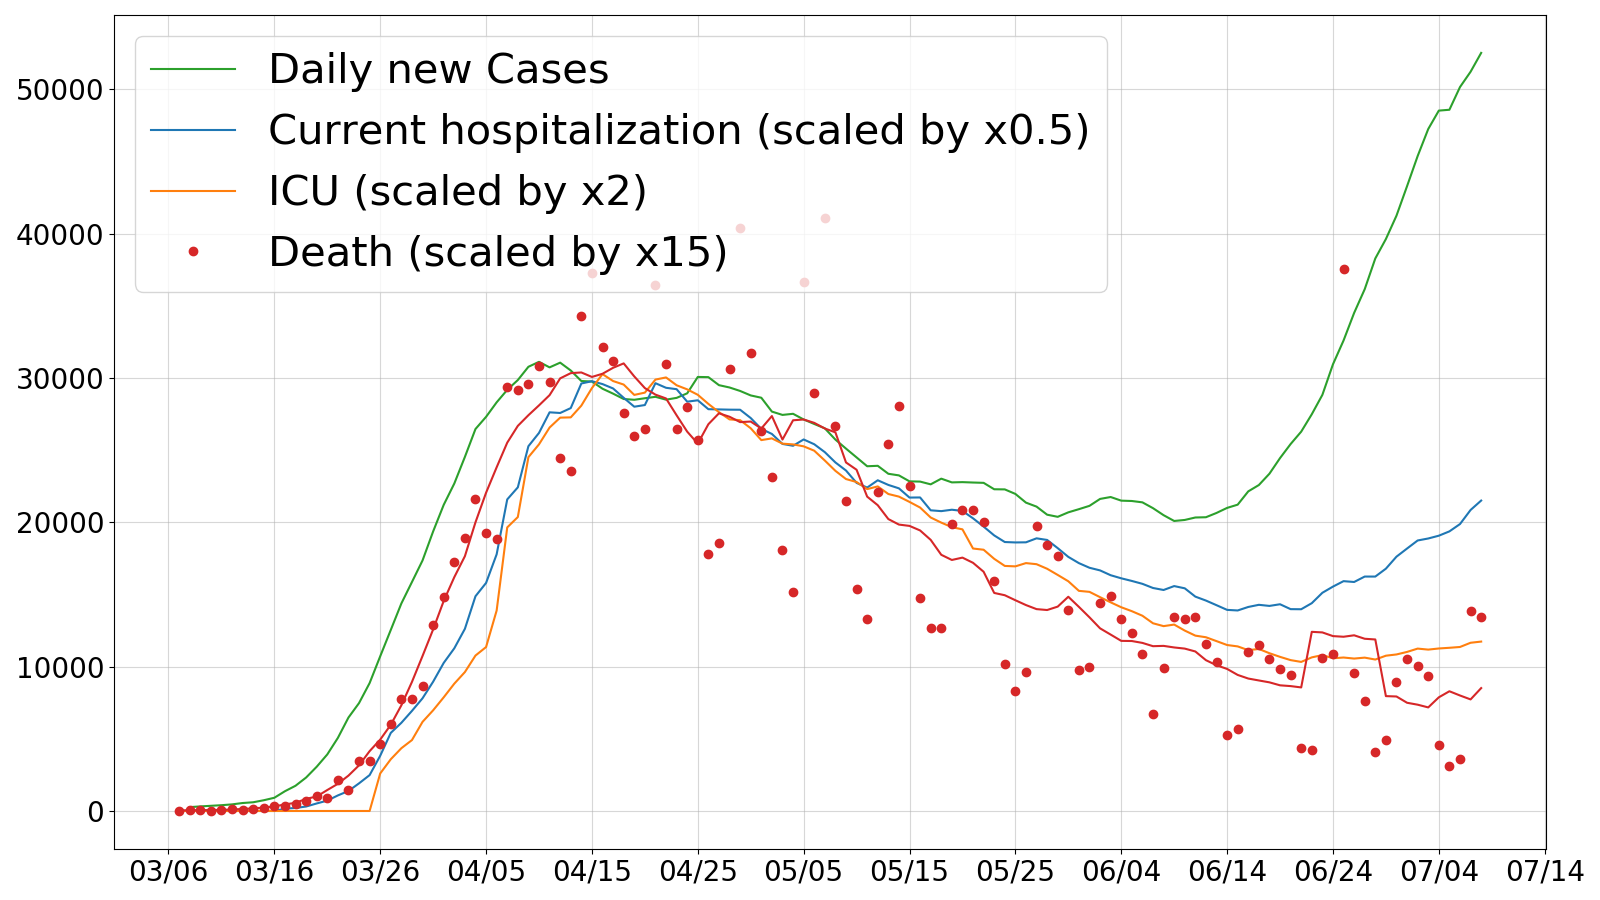 Daily new Cases
Current hospitalization (scaled by x0.5)
ICU (scaled by x2)
Death (scaled by x15)
50000
40000
30000
20000
10000
0
03/06 03/16 03/26 04/05 04/15 04/25 05/05 05/15 05/25 06/04 06/14 06/24 07/04 07/14